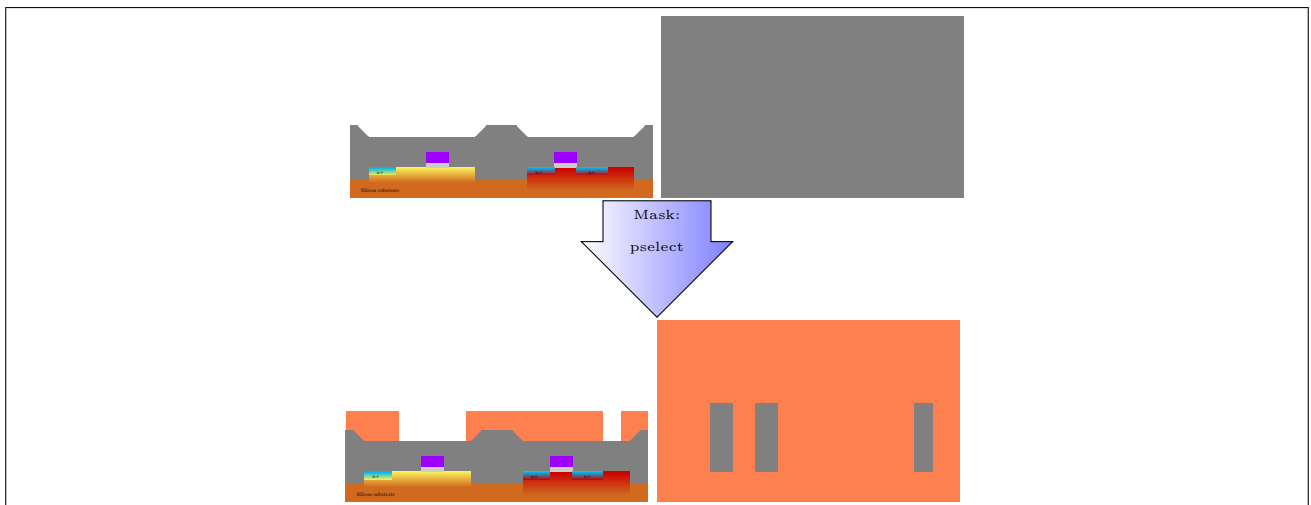 n+
n+
n+
Silicon substrate
Mask:
pselect
n+
n+
n+
Silicon substrate